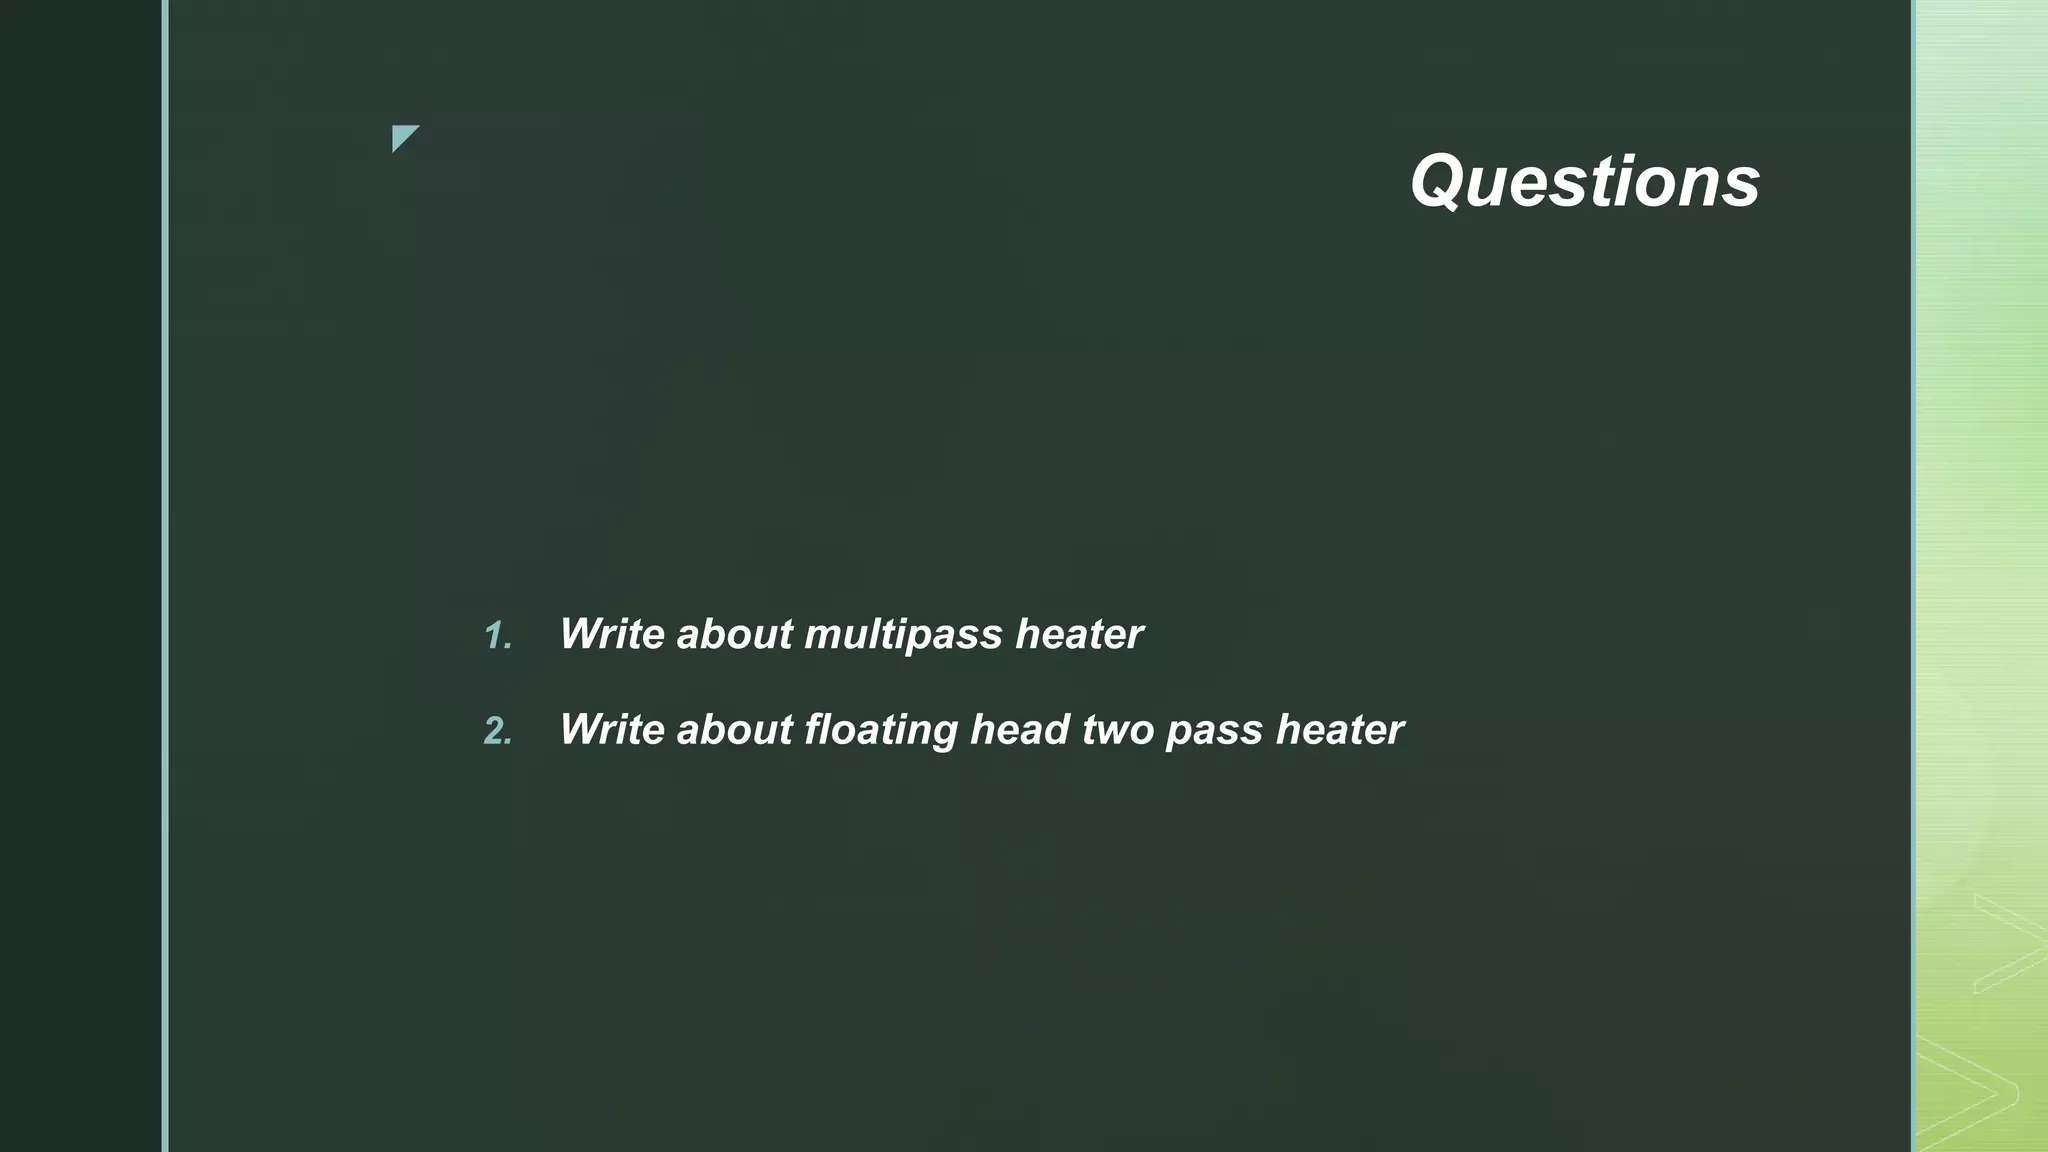 Questions
1. Write about multipass heater
2. Write about floating head two pass heater